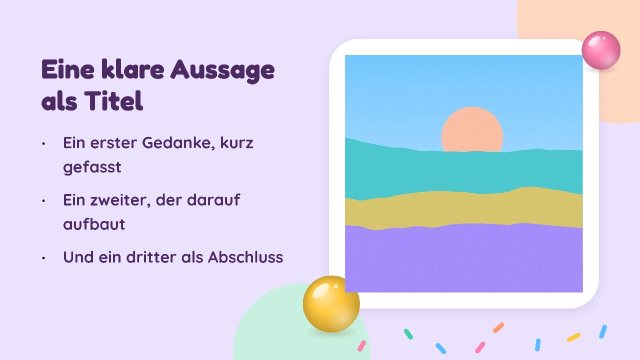 Eine klare Aussage
als Titel
· Ein erster Gedanke, kurz
gefasst
· Ein zweiter, der darauf
aufbaut
· Und ein dritter als Abschluss